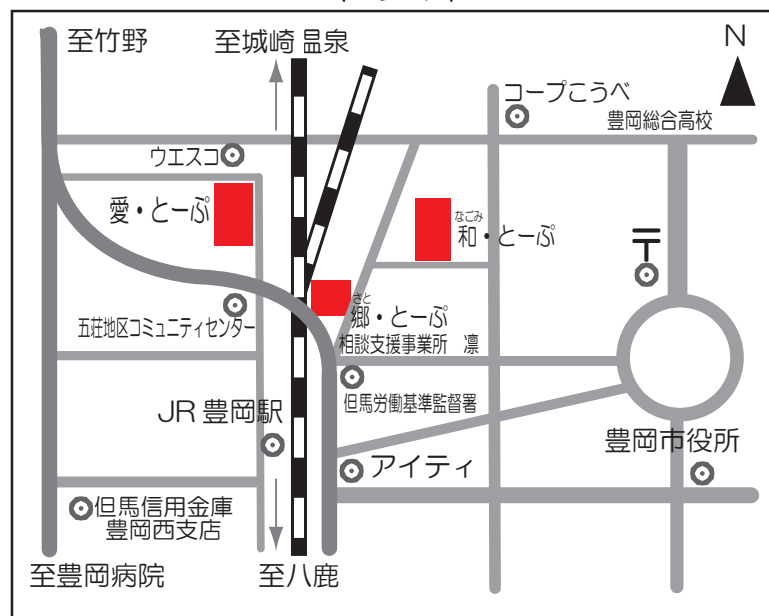 至竹野
至城崎温泉
N
コープこうべ
豊岡総合高校
ウエスコ
愛・とーぷ
なごみ
和・とーぷ
〒
さと
郷・とーぷ
五荘地区コミュニティセンター
相談支援事業所 凛
但馬労働基準監督署
JR豊岡駅
アイティ
豊岡市役所
但馬信用金庫
豊岡西支店
至豊岡病院
至八鹿